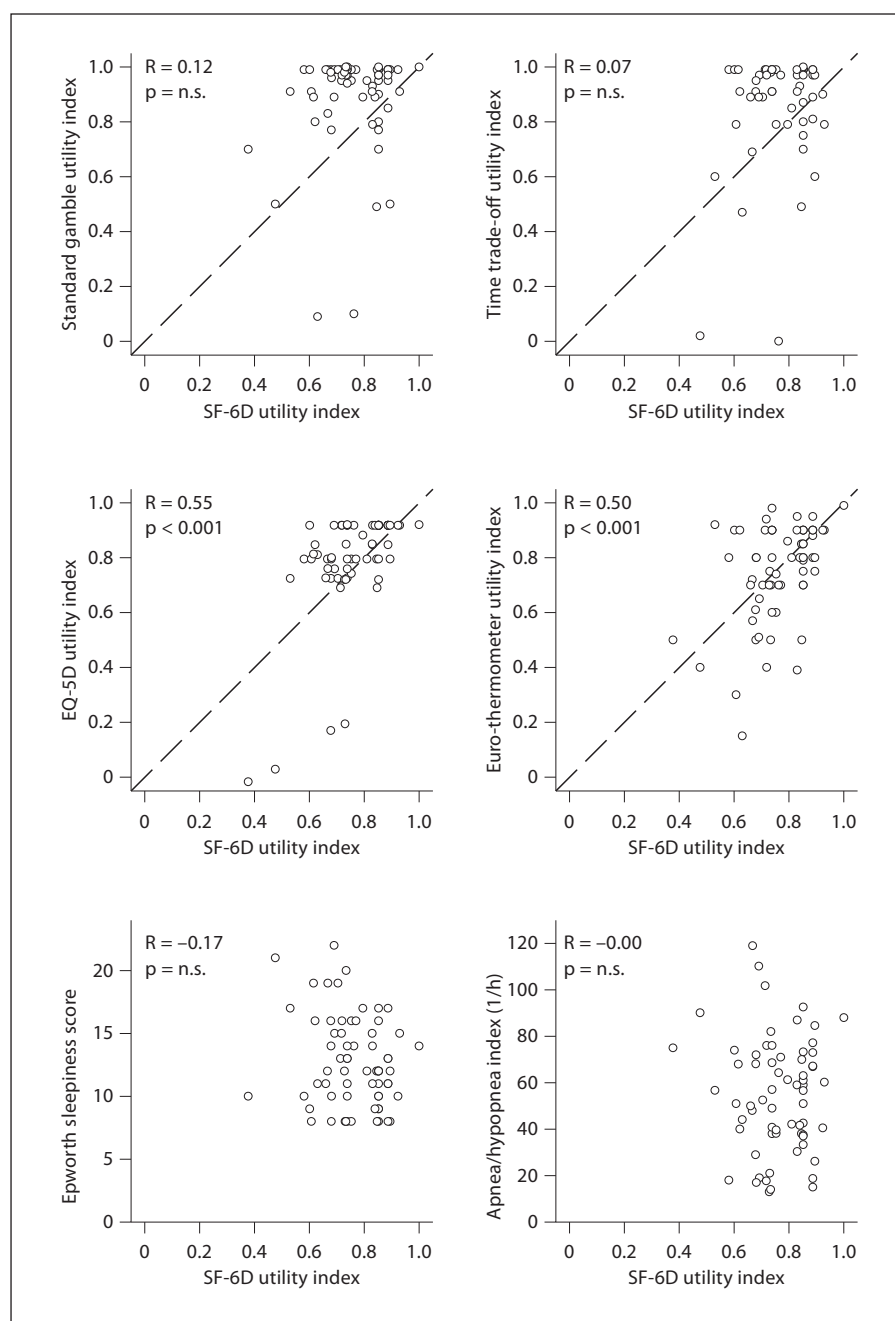 R = 0.12
p = n.s.
1.0
0.8
0.6
0.4
0.2
0
Standard gamble utility index
0 0.2 0.4 0.6 0.8 1.0
SF-6D utility index
R = 0.07
p = n.s.
1.0
0.8
0.6
0.4
0.2
0
Time trade-off utility index
0 0.2 0.4 0.6 0.8 1.0
SF-6D utility index
R = 0.55
p < 0.001
1.0
0.8
0.6
0.4
0.2
0
EQ-5D utility index
0 0.2 0.4 0.6 0.8 1.0
SF-6D utility index
R = 0.50
p < 0.001
1.0
0.8
0.6
0.4
0.2
0
Euro-thermometer utility index
0 0.2 0.4 0.6 0.8 1.0
SF-6D utility index
R = –0.17
p = n.s.
20
15
10
5
0
Epworth sleepiness score
0 0.2 0.4 0.6 0.8 1.0
SF-6D utility index
R = –0.00
p = n.s.
120
100
80
60
40
20
0
Apnea/hypopnea index (1/h)
0 0.2 0.4 0.6 0.8 1.0
SF-6D utility index